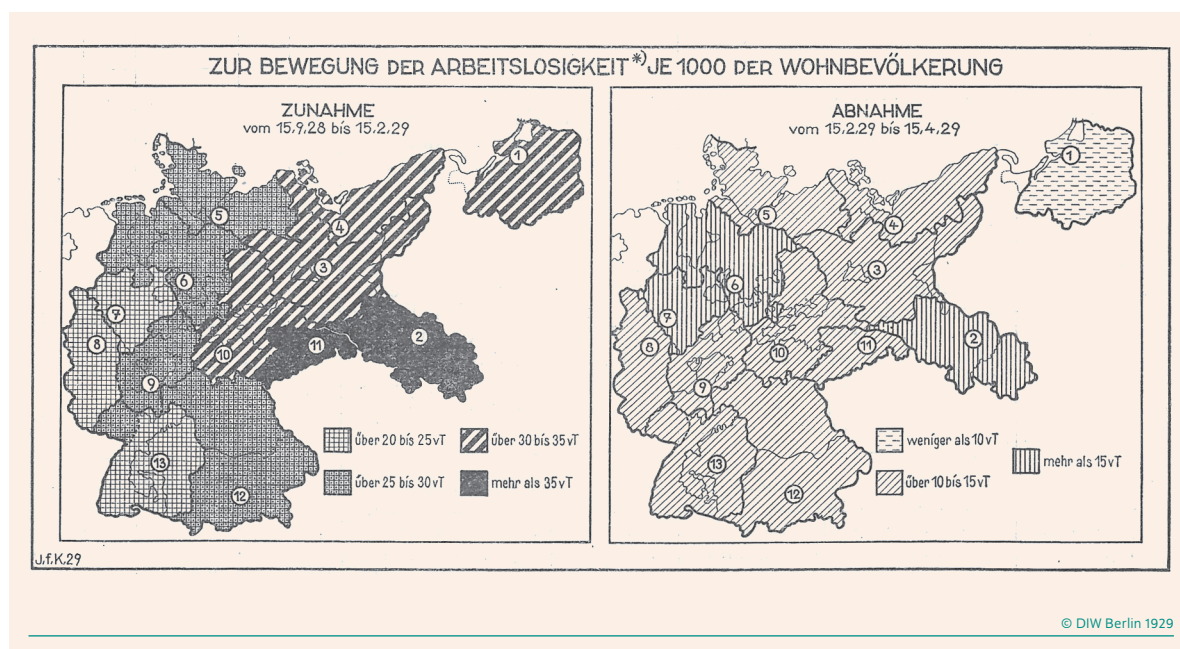 ZUR BEWEGUNG DER ARBEITSLOSIGKEIT*) JE 1000 DER WOHNBEVÖLKERUNG
ZUNAHME
vom 15.9.28 bis 15.2.29
1
5
4
3
6
7
8
2
11
10
9
13
12
über 20 bis 25 vT
über 30 bis 35 vT
über 25 bis 30 vT
mehr als 35 vT
ABNAHME
vom 15.2.29 bis 15.4.29
1
5
4
3
6
7
8
2
11
10
9
13
12
weniger als 10 vT
mehr als 15 vT
über 10 bis 15 vT
J.f.K.29
© DIW Berlin 1929